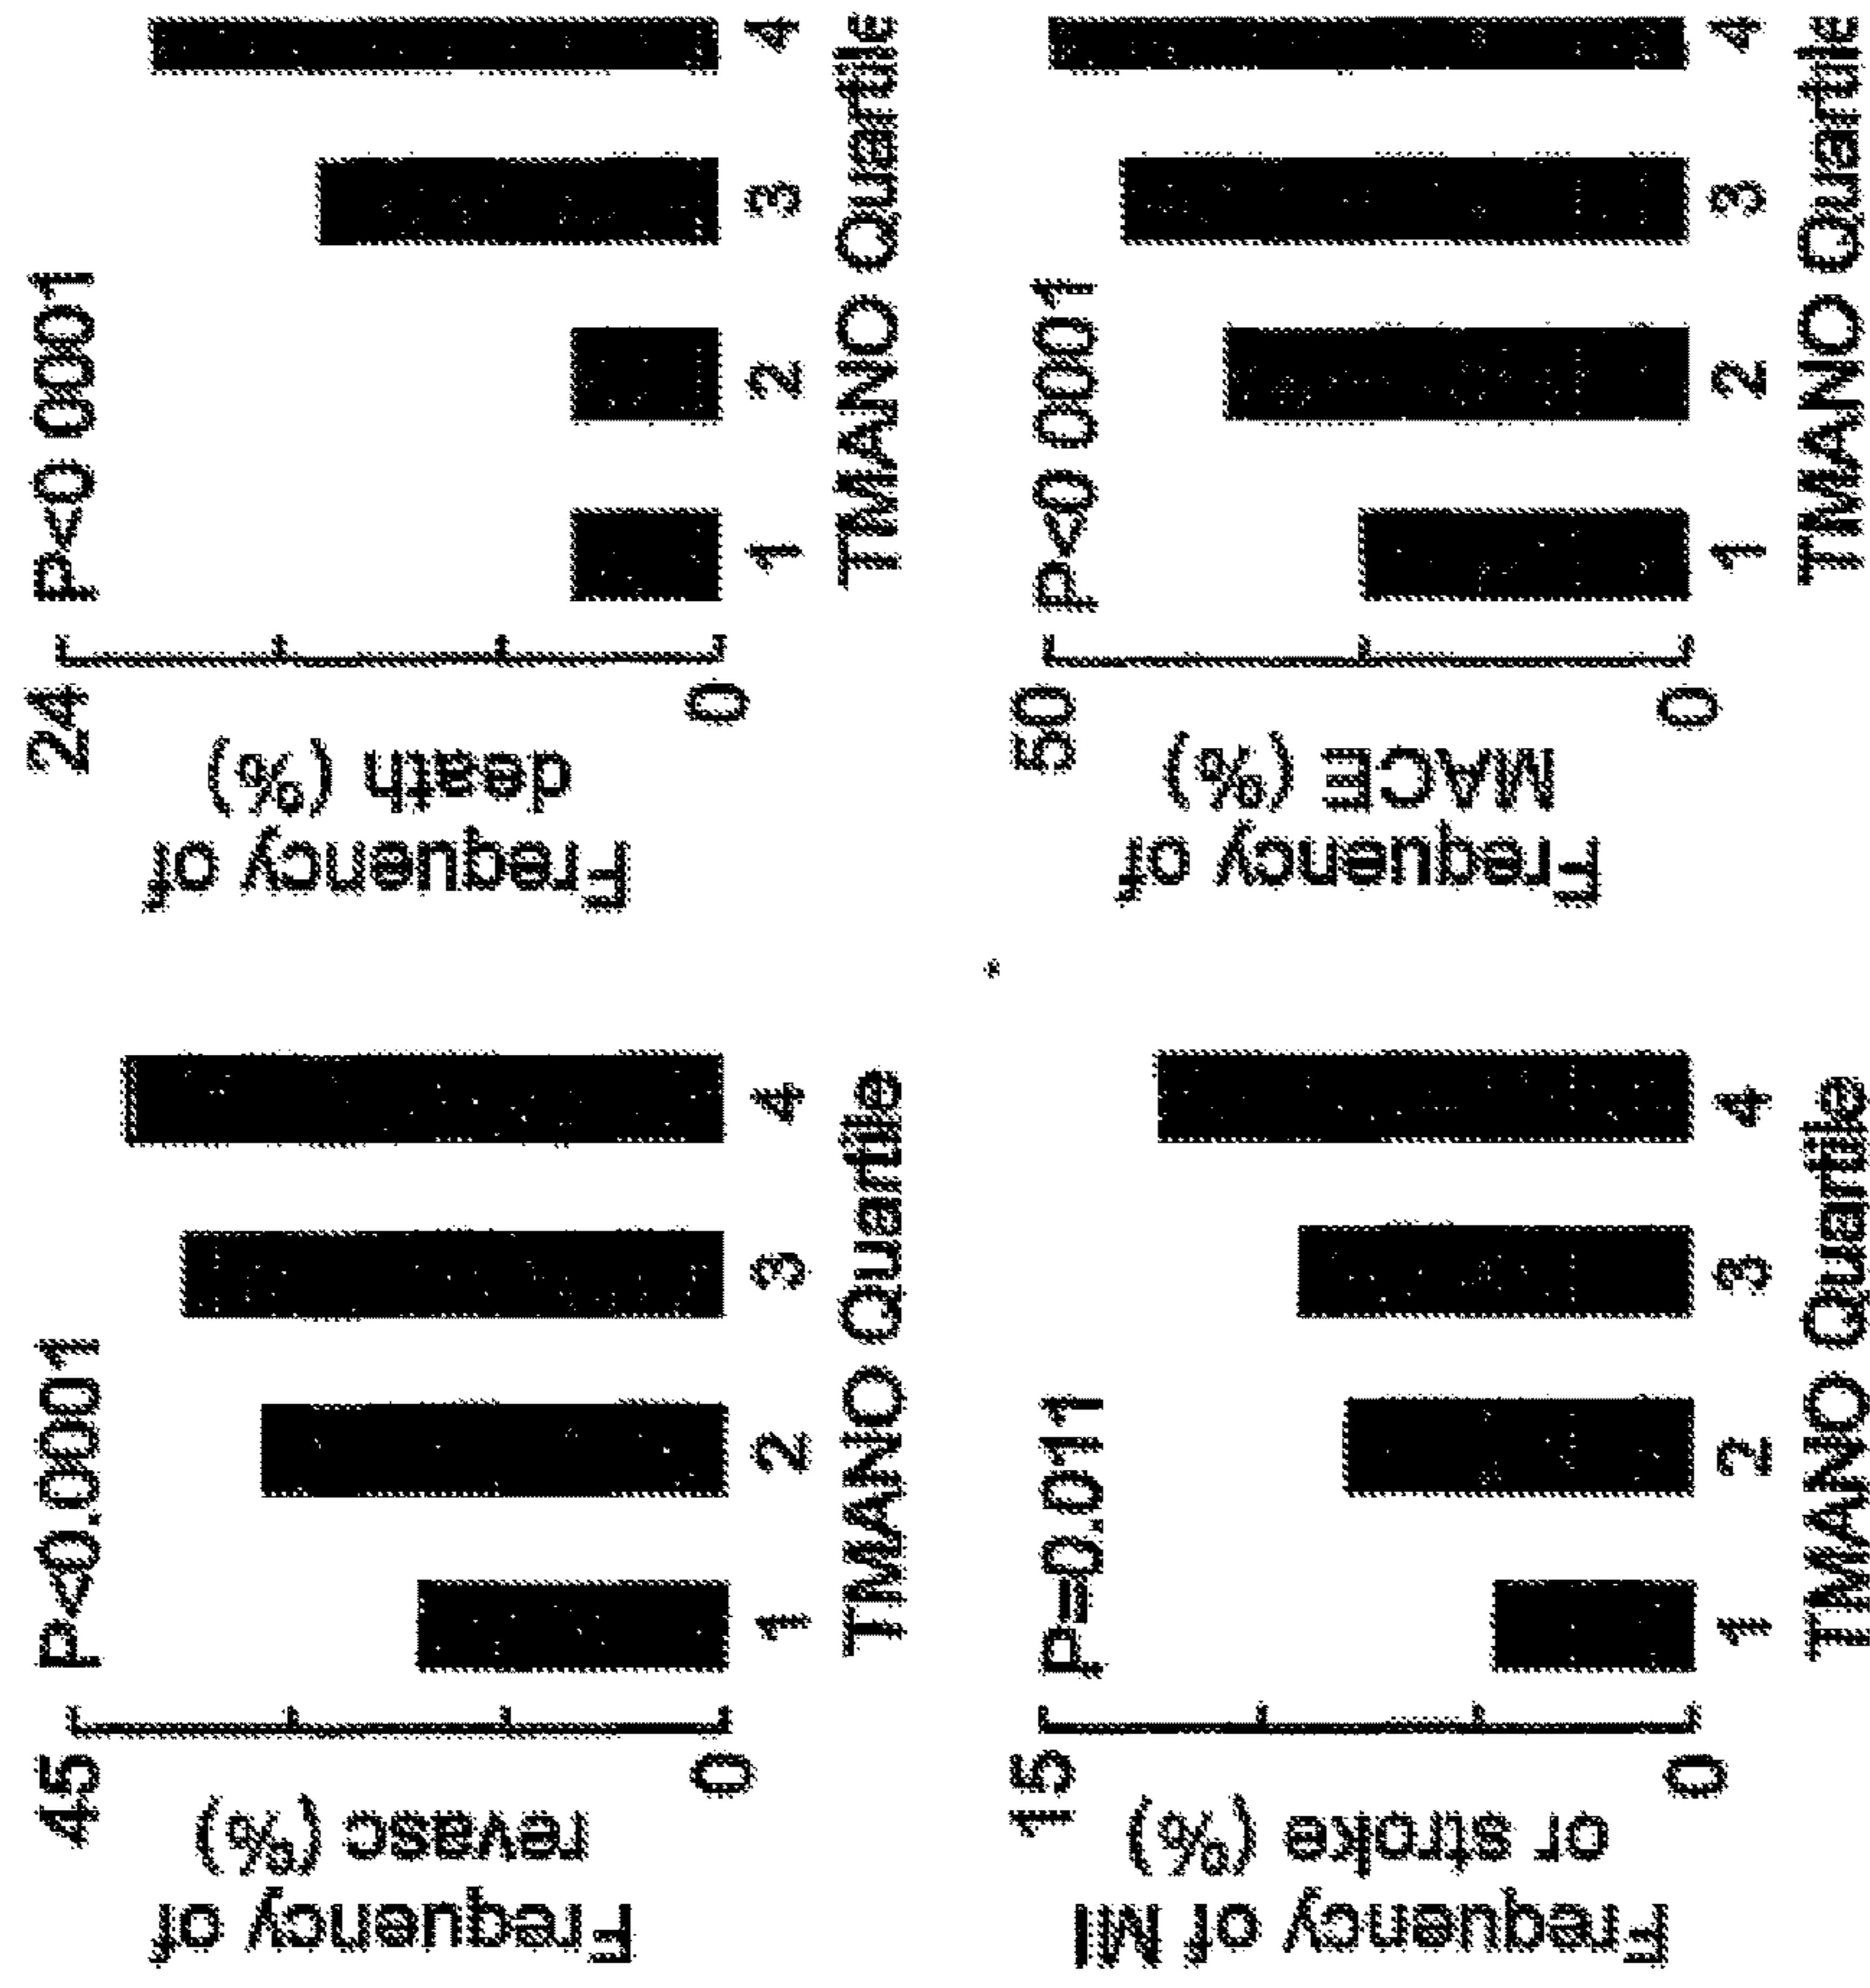 Frequency of
revasc (%)
45
0
P<0.0001
1 2 3 4
TMANO Quartile
Frequency of
death (%)
24
0
P<0 0001
1 2 3 4
TMANO Quartile
Frequency of MI
or stroke (%)
15
0
P=0.011
1 2 3 4
TMANO Quartile
Frequency of
MACE (%)
50
0
P<0 0001
1 2 3 4
TMANO Quartile